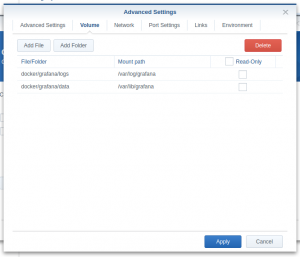 Advanced Settings
Advanced Settings Volume Network Port Settings Links Environment
Add File Add Folder Delete
File/Folder Mount path Read-Only
docker/grafana/logs /var/log/grafana
docker/grafana/data /var/lib/grafana
Apply Cancel